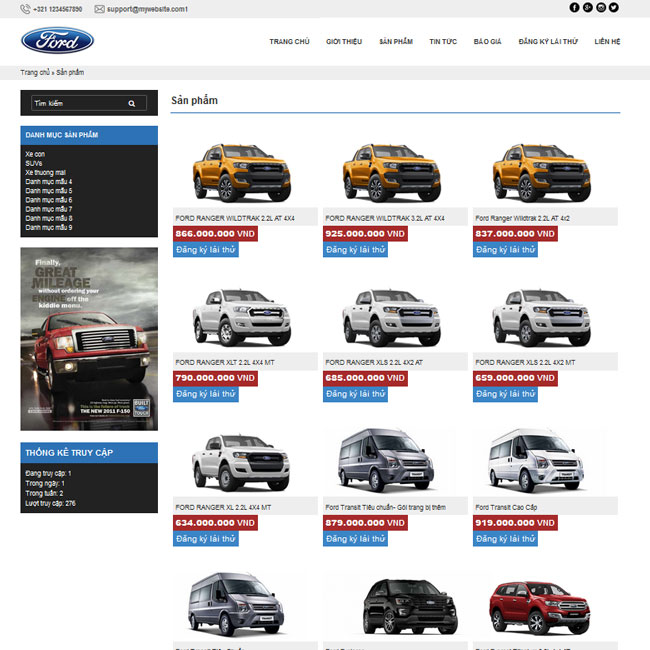 +321 1234567890 support@mywebsite.com1
Ford
TRANG CHỦ GIỚI THIỆU SẢN PHẨM TIN TỨC BÁO GIÁ ĐĂNG KÝ LÁI THỬ LIÊN HỆ
Trang chủ » Sản phẩm
Tìm kiếm
DANH MỤC SẢN PHẨM
Xe con
SUVs
Xe thương mại
Danh mục mẫu 4
Danh mục mẫu 5
Danh mục mẫu 6
Danh mục mẫu 7
Danh mục mẫu 8
Danh mục mẫu 9
Finally,
GREAT
MILEAGE
without ordering your
ENGINE off the
kiddie menu.
THE NEW 2011 F-150
BUILT
Ford
TOUGH
THỐNG KÊ TRUY CẬP
Đang truy cập: 1
Trong ngày: 1
Trong tuần: 2
Lượt truy cập: 276
Sản phẩm
FORD RANGER WILDTRAK 2.2L AT 4X4
866.000.000 VND
Đăng ký lái thử
FORD RANGER WILDTRAK 3.2L AT 4X4
925.000.000 VND
Đăng ký lái thử
Ford Ranger Wildtrak 2.2L AT 4x2
837.000.000 VND
Đăng ký lái thử
FORD RANGER XLT 2.2L 4X4 MT
790.000.000 VND
Đăng ký lái thử
FORD RANGER XLS 2.2L 4X2 AT
685.000.000 VND
Đăng ký lái thử
FORD RANGER XLS 2.2L 4X2 MT
659.000.000 VND
Đăng ký lái thử
FORD RANGER XL 2.2L 4X4 MT
634.000.000 VND
Đăng ký lái thử
Ford Transit Tiêu chuẩn- Gói trang bị thêm
879.000.000 VND
Đăng ký lái thử
Ford Transit Cao Cấp
919.000.000 VND
Đăng ký lái thử